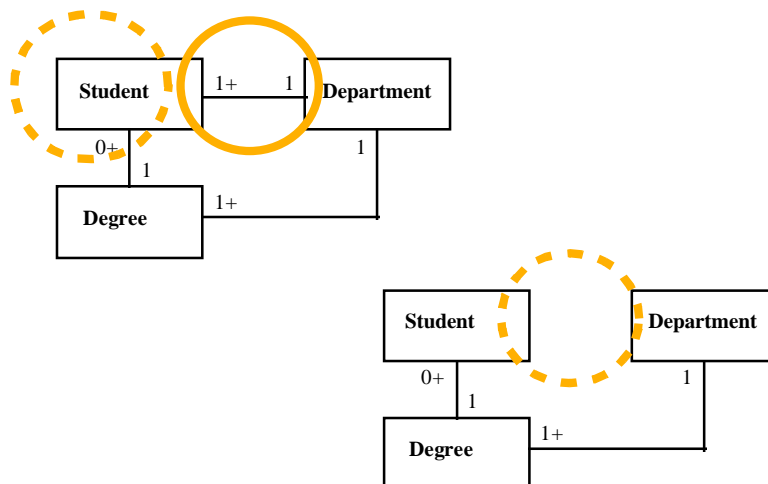 Student 1+ 1 Department
0+ 1
1
Degree 1+
Student Department
0+ 1
1
Degree 1+